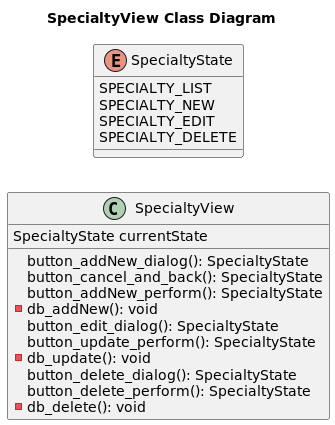 SpecialtyView Class Diagram
E SpecialtyState
SPECIALTY_LIST
SPECIALTY_NEW
SPECIALTY_EDIT
SPECIALTY_DELETE
C SpecialtyView
SpecialtyState currentState
button_addNew_dialog(): SpecialtyState
button_cancel_and_back(): SpecialtyState
button_addNew_perform(): SpecialtyState
db_addNew(): void
button_edit_dialog(): SpecialtyState
button_update_perform(): SpecialtyState
db_update(): void
button_delete_dialog(): SpecialtyState
button_delete_perform(): SpecialtyState
db_delete(): void